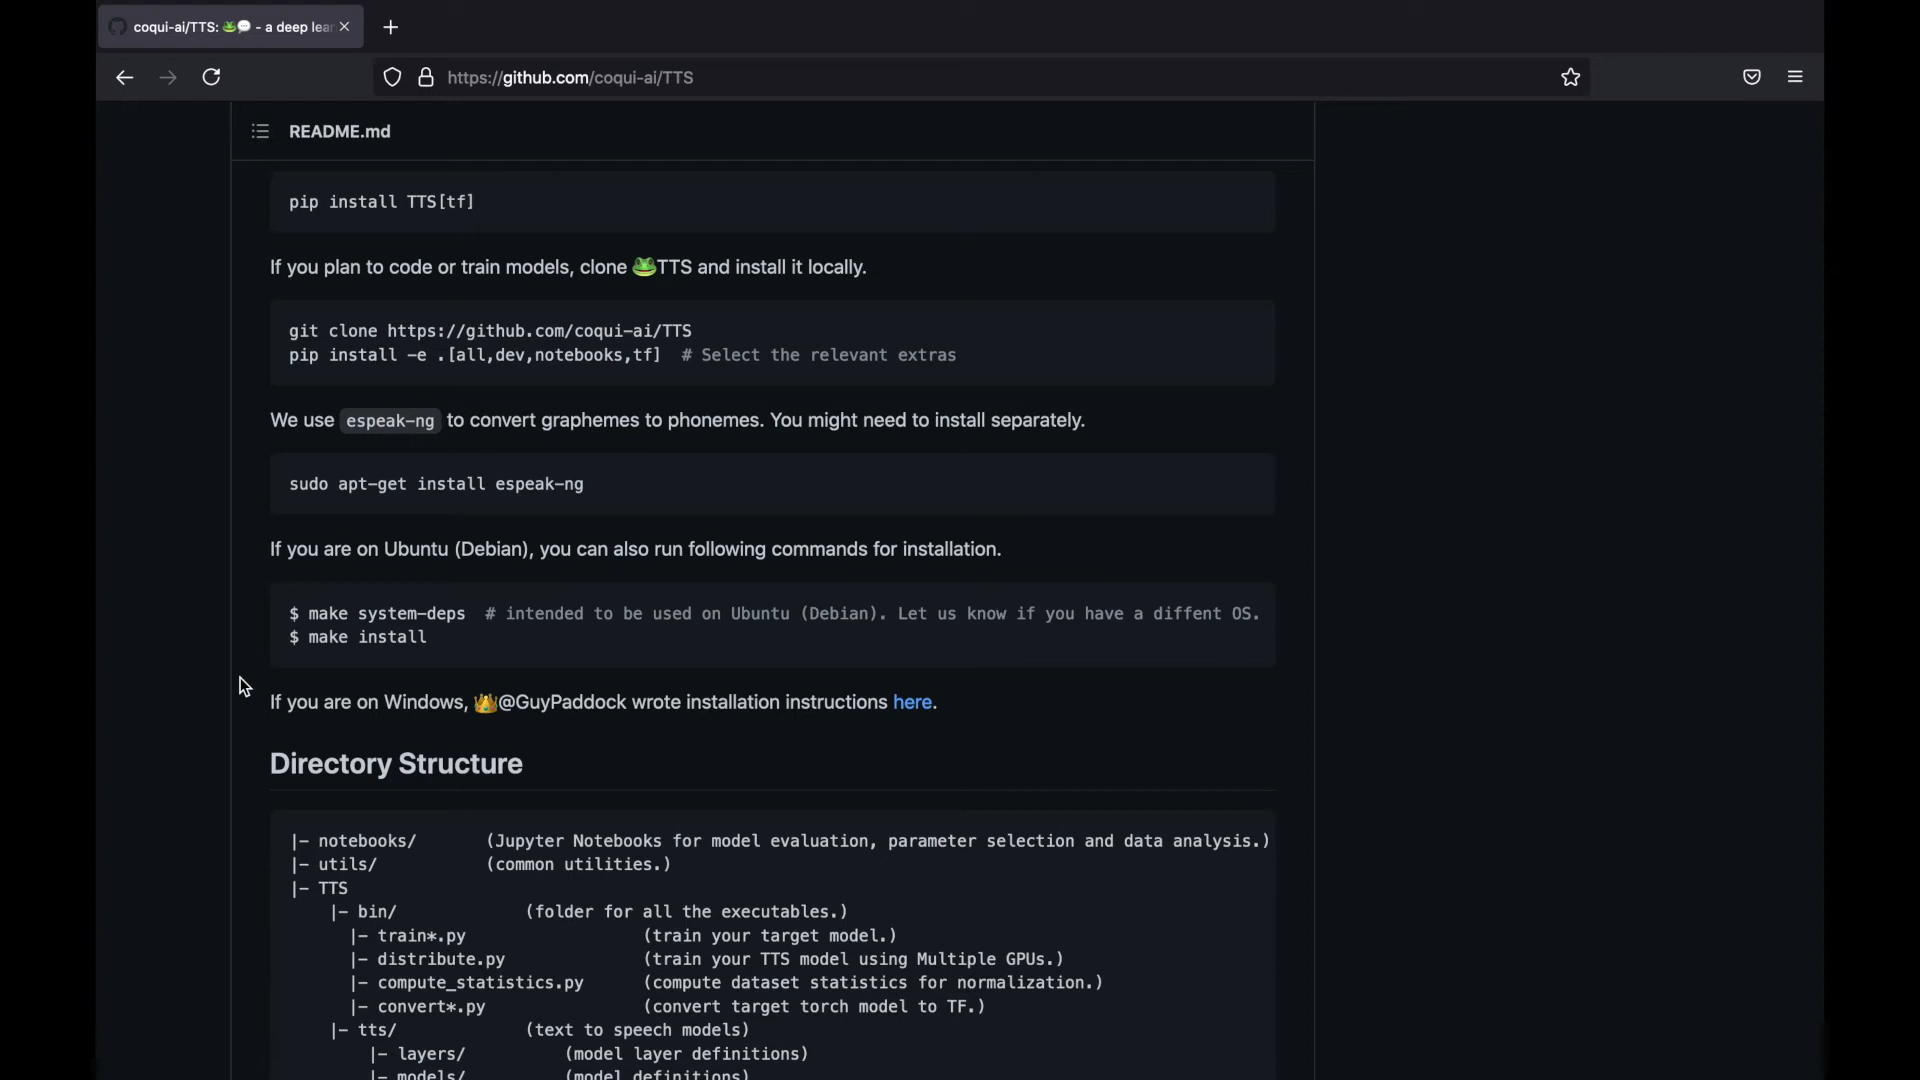 coqui-ai/TTS: 🐸💬 - a deep lear
https://github.com/coqui-ai/TTS
README.md
pip install TTS[tf]
If you plan to code or train models, clone 🐸TTS and install it locally.
git clone https://github.com/coqui-ai/TTS
pip install -e .[all,dev,notebooks,tf]  # Select the relevant extras
We use espeak-ng to convert graphemes to phonemes. You might need to install separately.
sudo apt-get install espeak-ng
If you are on Ubuntu (Debian), you can also run following commands for installation.
$ make system-deps  # intended to be used on Ubuntu (Debian). Let us know if you have a diffent OS.
$ make install
If you are on Windows, 👑@GuyPaddock wrote installation instructions here.
Directory Structure
|- notebooks/       (Jupyter Notebooks for model evaluation, parameter selection and data analysis.)
|- utils/           (common utilities.)
|- TTS
    |- bin/             (folder for all the executables.)
      |- train*.py                  (train your target model.)
      |- distribute.py              (train your TTS model using Multiple GPUs.)
      |- compute_statistics.py      (compute dataset statistics for normalization.)
      |- convert*.py                (convert target torch model to TF.)
    |- tts/             (text to speech models)
        |- layers/          (model layer definitions)
        |- models/          (model definitions)